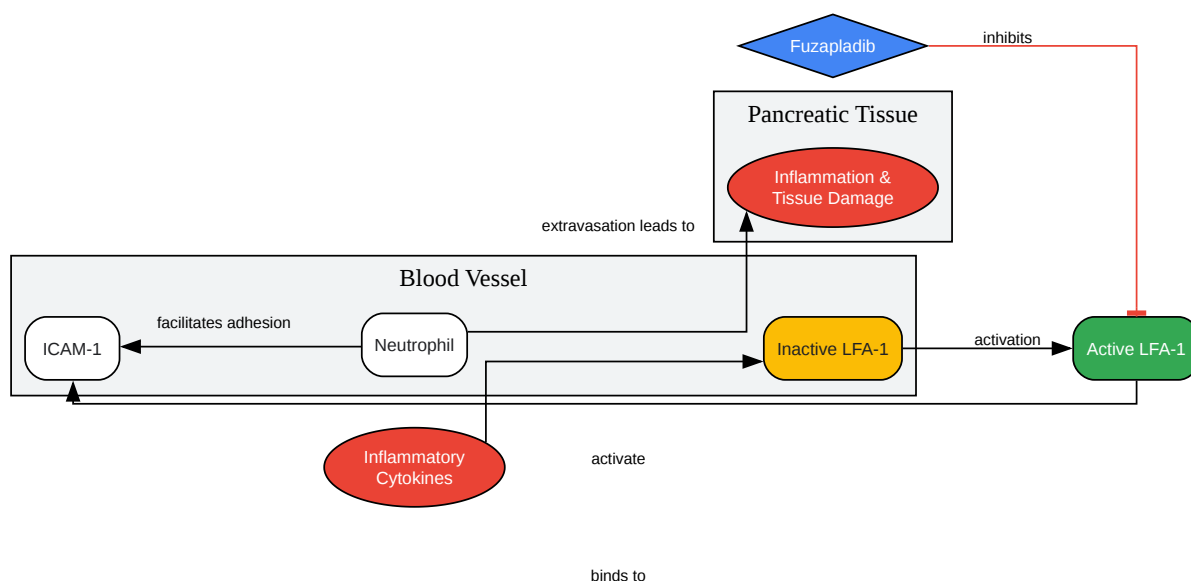 Fuzapladib
inhibits
Pancreatic Tissue
Inflammation &
Tissue Damage
extravasation leads to
Blood Vessel
facilitates adhesion
ICAM-1
Neutrophil
Inactive LFA-1
activation
Active LFA-1
Inflammatory
Cytokines
activate
binds to